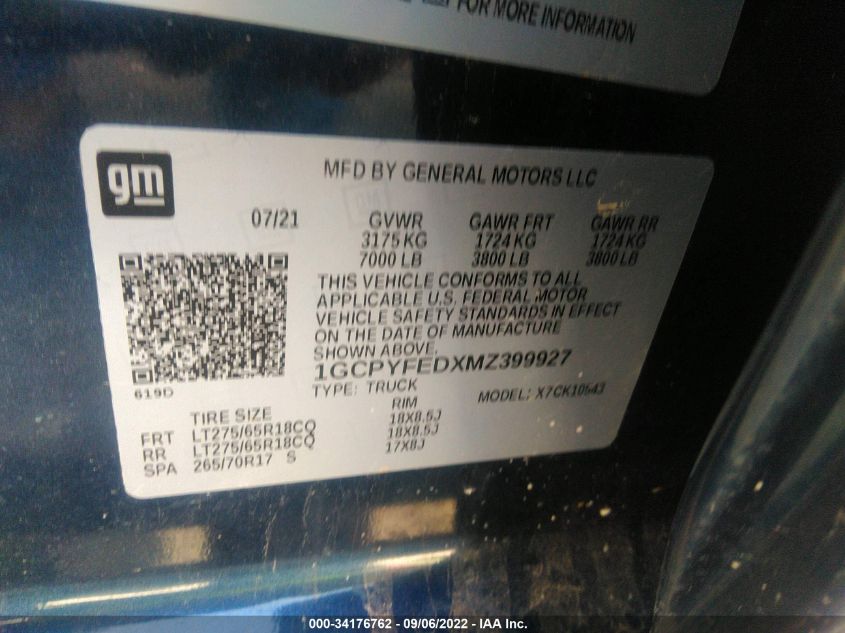 FOR MORE INFORMATION
gm
MFD BY GENERAL MOTORS LLC
07/21 GVWR GAWR FRT GAWR RR
3175 KG 1724 KG 1724 KG
7000 LB 3800 LB 3800 LB
THIS VEHICLE CONFORMS TO ALL
APPLICABLE U.S. FEDERAL MOTOR
VEHICLE SAFETY STANDARDS IN EFFECT
ON THE DATE OF MANUFACTURE
SHOWN ABOVE.
1GCPYFEDXMZ399927
619D
TYPE: TRUCK MODEL: X7CK10543
TIRE SIZE RIM
FRT LT275/65R18CQ 18X8.5J
RR LT275/65R18CQ 18X8.5J
SPA 265/70R17 S 17X8J
000-34176762 - 09/06/2022 - IAA Inc.